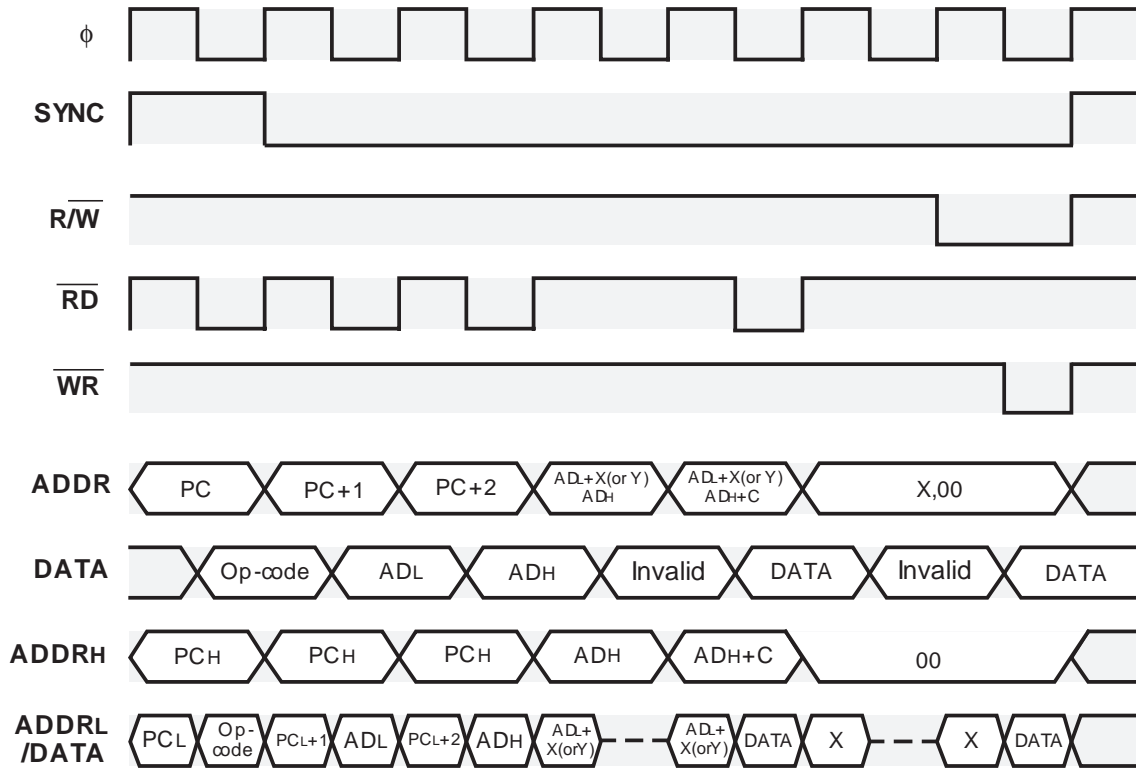 ϕ
SYNC
R/W
RD
WR
ADDR
PC
PC+1
PC+2
ADL+X(or Y)
ADH
ADL+X(or Y)
ADH+C
X,00
DATA
Op-code
ADL
ADH
Invalid
DATA
Invalid
DATA
ADDRH
PCH
PCH
PCH
ADH
ADH+C
00
ADDRL
/DATA
PCL
Op-
code
PCL+1
ADL
PCL+2
ADH
ADL+
X(orY)
ADL+
X(orY)
DATA
X
X
DATA